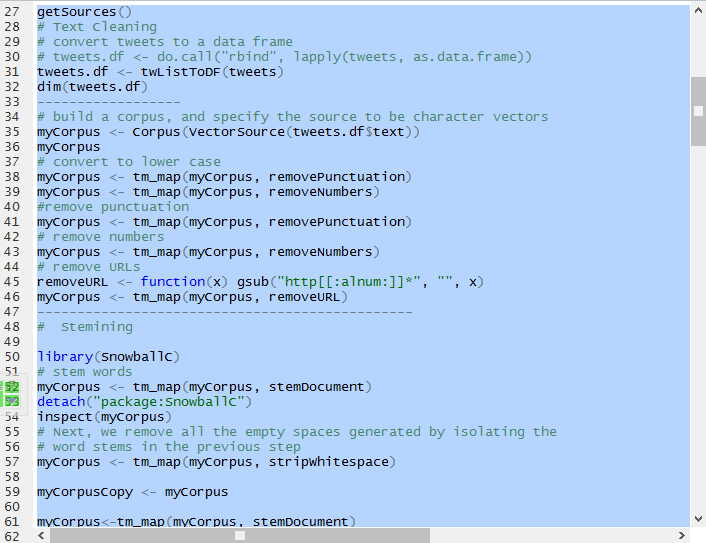 27 getSources()
28 # Text Cleaning
29 # convert tweets to a data frame
30 # tweets.df <- do.call("rbind", lapply(tweets, as.data.frame))
31 tweets.df <- twListToDF(tweets)
32 dim(tweets.df)
33 ------------------
34 # build a corpus, and specify the source to be character vectors
35 myCorpus <- Corpus(VectorSource(tweets.df$text))
36 myCorpus
37 # convert to lower case
38 myCorpus <- tm_map(myCorpus, removePunctuation)
39 myCorpus <- tm_map(myCorpus, removeNumbers)
40 #remove punctuation
41 myCorpus <- tm_map(myCorpus, removePunctuation)
42 # remove numbers
43 myCorpus <- tm_map(myCorpus, removeNumbers)
44 # remove URLs
45 removeURL <- function(x) gsub("http[[:alnum:]]*", "", x)
46 myCorpus <- tm_map(myCorpus, removeURL)
47 -----------------------------------------------
48 #  Stemining
49
50 library(SnowballC)
51 # stem words
52 myCorpus <- tm_map(myCorpus, stemDocument)
53 detach("package:SnowballC")
54 inspect(myCorpus)
55 # Next, we remove all the empty spaces generated by isolating the
56 # word stems in the previous step
57 myCorpus <- tm_map(myCorpus, stripWhitespace)
58
59 myCorpusCopy <- myCorpus
60
61 myCorpus<-tm_map(myCorpus, stemDocument)
62